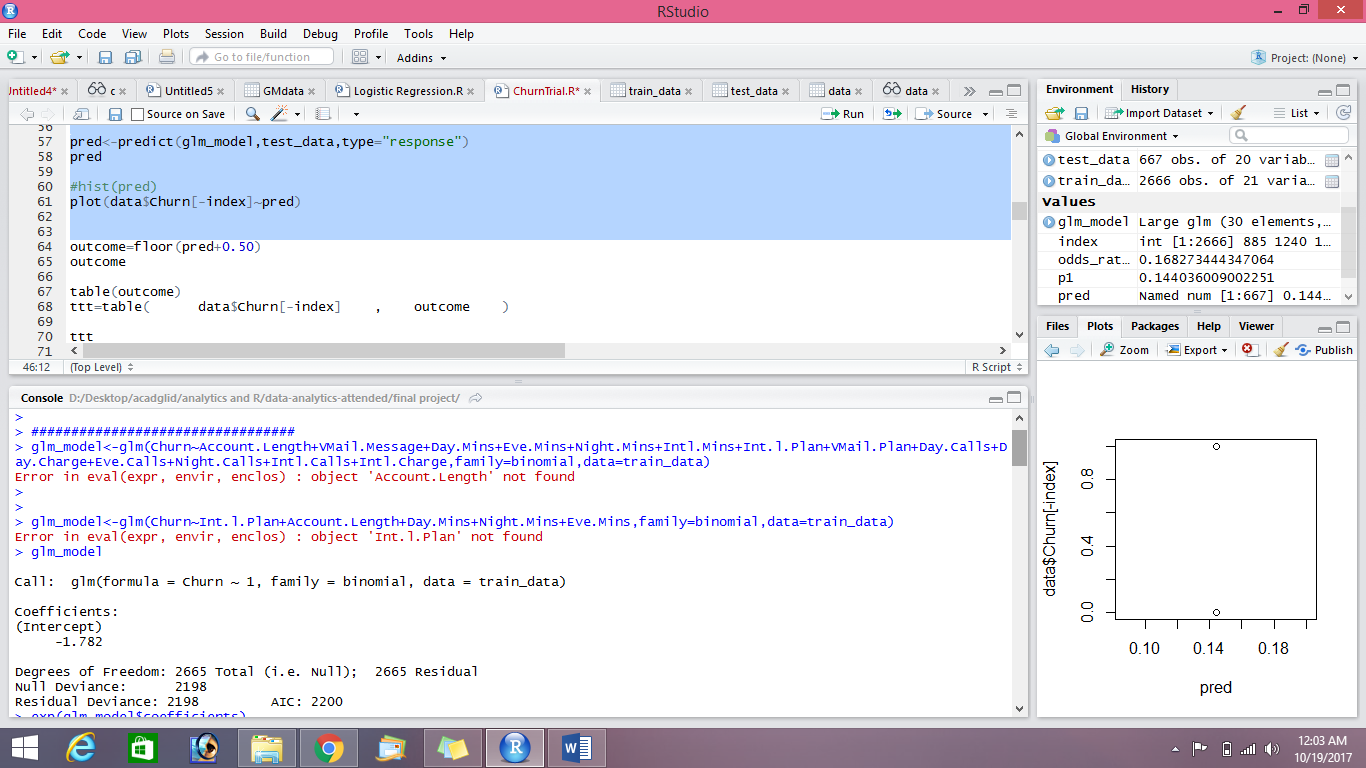 RStudio
File Edit Code View Plots Session Build Debug Profile Tools Help
Go to file/function Addins Project: (None)
Jntitled4* c Untitled5 GMdata Logistic Regression.R ChurnTrial.R* train_data test_data data data
Source on Save Run Source
56
57 pred<-predict(glm_model,test_data,type="response")
58 pred
59
60 #hist(pred)
61 plot(data$Churn[-index]~pred)
62
63
64 outcome=floor(pred+0.50)
65 outcome
66
67 table(outcome)
68 ttt=table( data$Churn[-index] , outcome )
69
70 ttt
71
46:12 (Top Level) R Script
Console D:/Desktop/acadglid/analytics and R/data-analytics-attended/final project/
>
> #################################
> glm_model<-glm(Churn~Account.Length+VMail.Message+Day.Mins+Eve.Mins+Night.Mins+Intl.Mins+Int.l.Plan+VMail.Plan+Day.Calls+D
ay.Charge+Eve.Calls+Night.Calls+Intl.Calls+Intl.Charge,family=binomial,data=train_data)
Error in eval(expr, envir, enclos) : object 'Account.Length' not found
>
>
> glm_model<-glm(Churn~Int.l.Plan+Account.Length+Day.Mins+Night.Mins+Eve.Mins,family=binomial,data=train_data)
Error in eval(expr, envir, enclos) : object 'Int.l.Plan' not found
> glm_model
Call: glm(formula = Churn ~ 1, family = binomial, data = train_data)
Coefficients:
(Intercept)
-1.782
Degrees of Freedom: 2665 Total (i.e. Null); 2665 Residual
Null Deviance: 2198
Residual Deviance: 2198 AIC: 2200
> exp(glm_model$coefficients)
Environment History
Import Dataset List
Global Environment
test_data 667 obs. of 20 variab…
train_da… 2666 obs. of 21 varia…
Values
glm_model Large glm (30 elements,…
index int [1:2666] 885 1240 1…
odds_rat… 0.168273444347064
p1 0.144036009002251
pred Named num [1:667] 0.144…
Files Plots Packages Help Viewer
Zoom Export Publish
data$Churn[-index]
0.8
0.4
0.0
0.10 0.14 0.18
pred
12:03 AM
10/19/2017